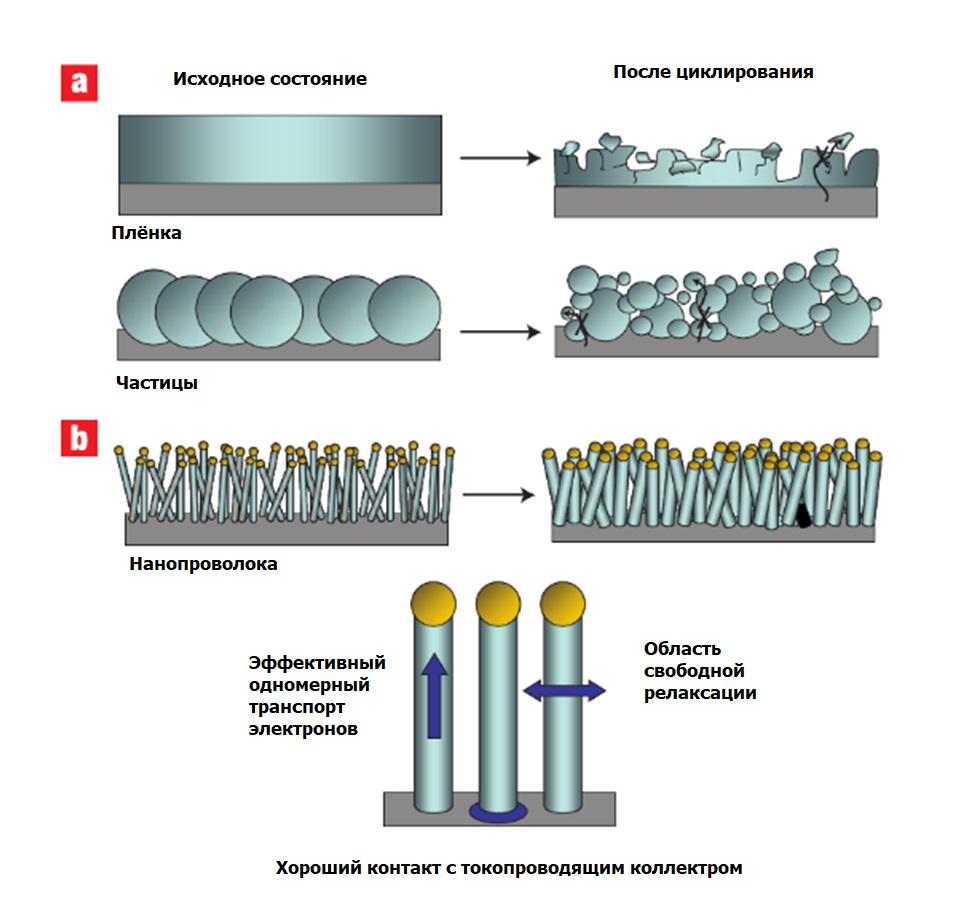 a
Исходное состояние
После циклирования
Плёнка
Частицы
b
Нанопроволока
Эффективный
одномерный
транспорт
электронов
Область
свободной
релаксации
Хороший контакт с токопроводящим коллектром